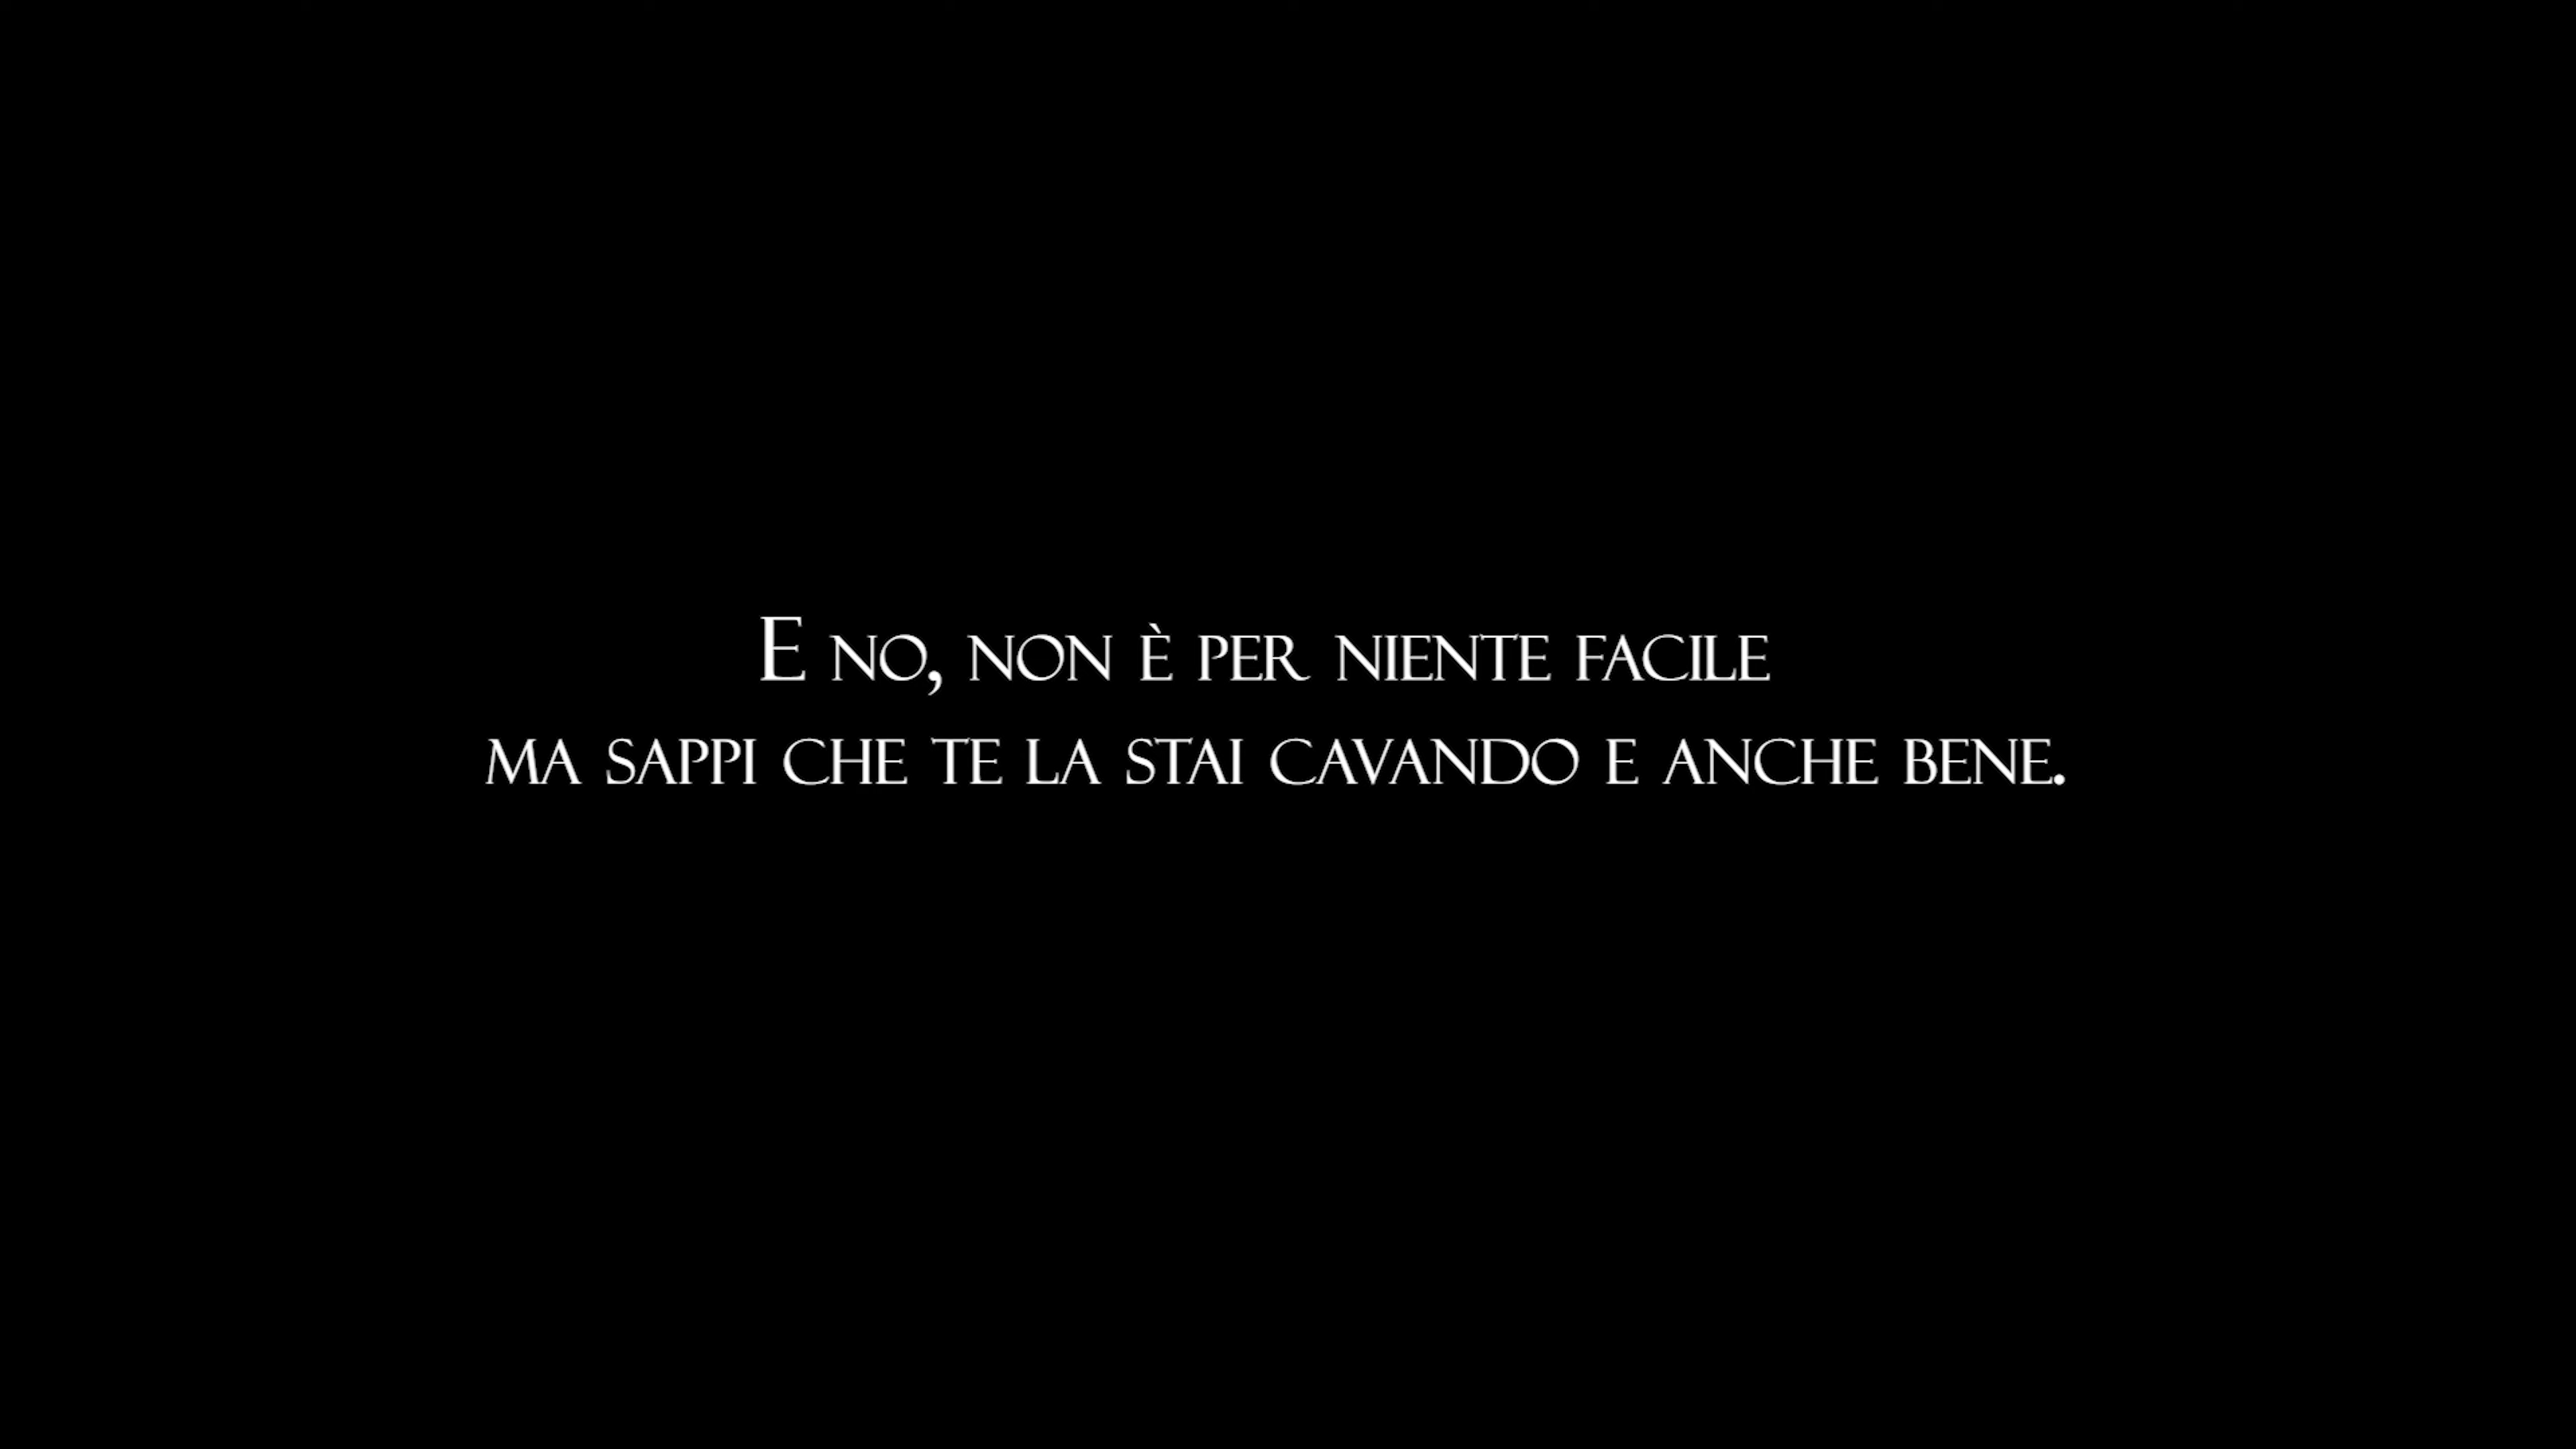 E no, non è per niente facile
ma sappi che te la stai cavando e anche bene.